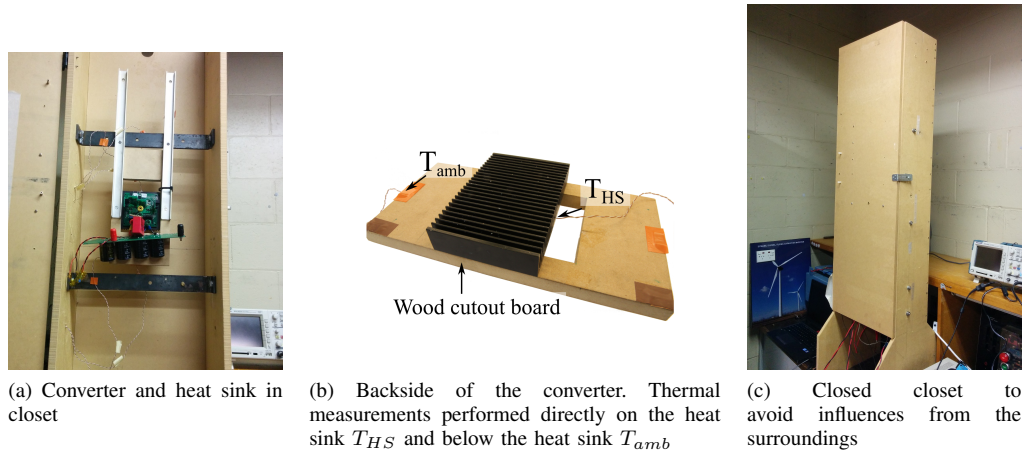 T_amb
T_HS
Wood cutout board
(a) Converter and heat sink in
closet
(b) Backside of the converter. Thermal
measurements performed directly on the heat
sink T_HS and below the heat sink T_amb
(c) Closed closet to
avoid influences from the
surroundings